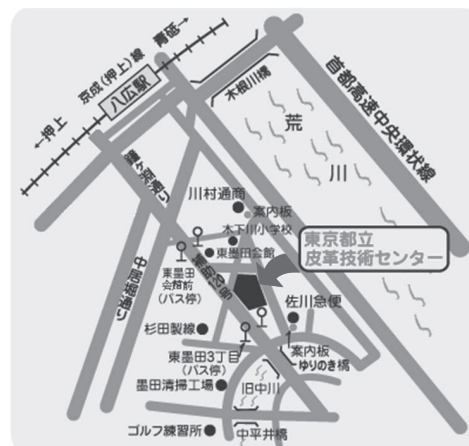 青砥→
京成(押上)線
八広駅
←押上
木根川橋
首都高速中央環状線
荒
川
鐘ヶ淵通り
川村通商
案内板
木下川小学校
東墨田会館
東京都立
皮革技術センター
東墨田
会館前
(バス停)
中居堀通り
佐川急便
杉田製線
東墨田3丁目
(バス停)
案内板
ゆりのき橋
墨田清掃工場
旧中川
ゴルフ練習所
中平井橋